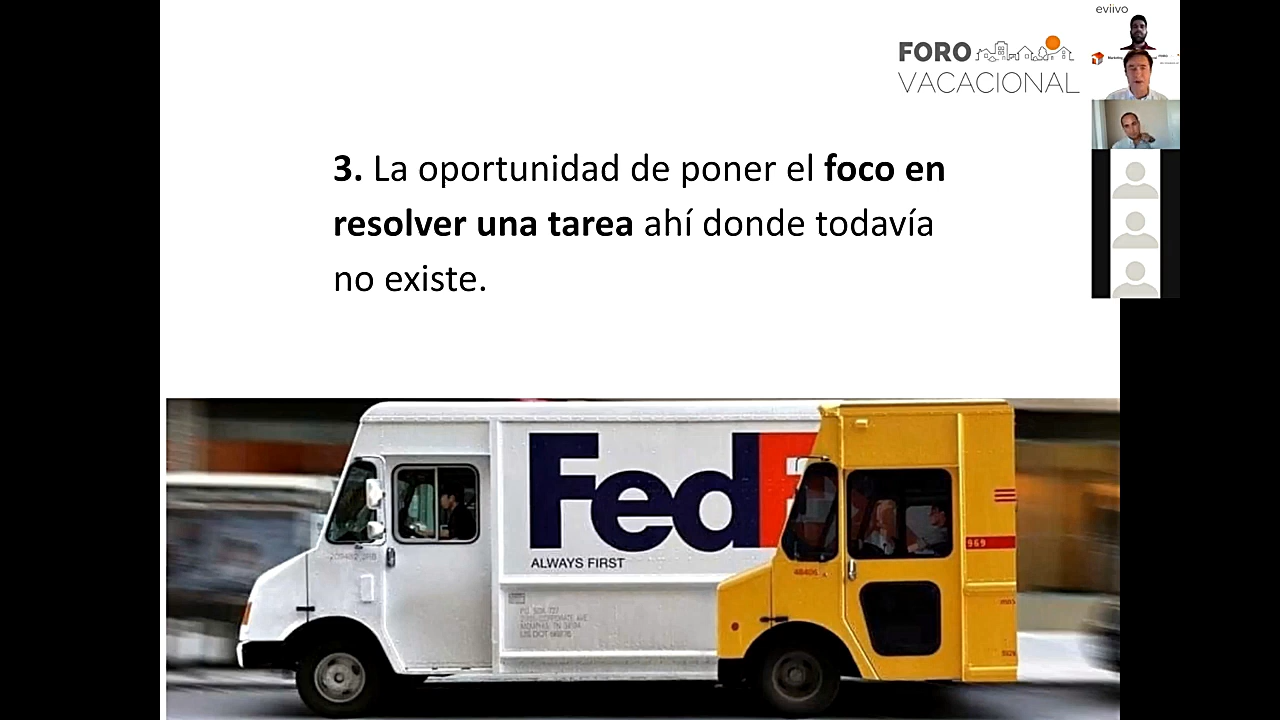 eviivo
FORO
VACACIONAL
3. La oportunidad de poner el foco en
resolver una tarea ahí donde todavía
no existe.
FedE
ALWAYS FIRST
969